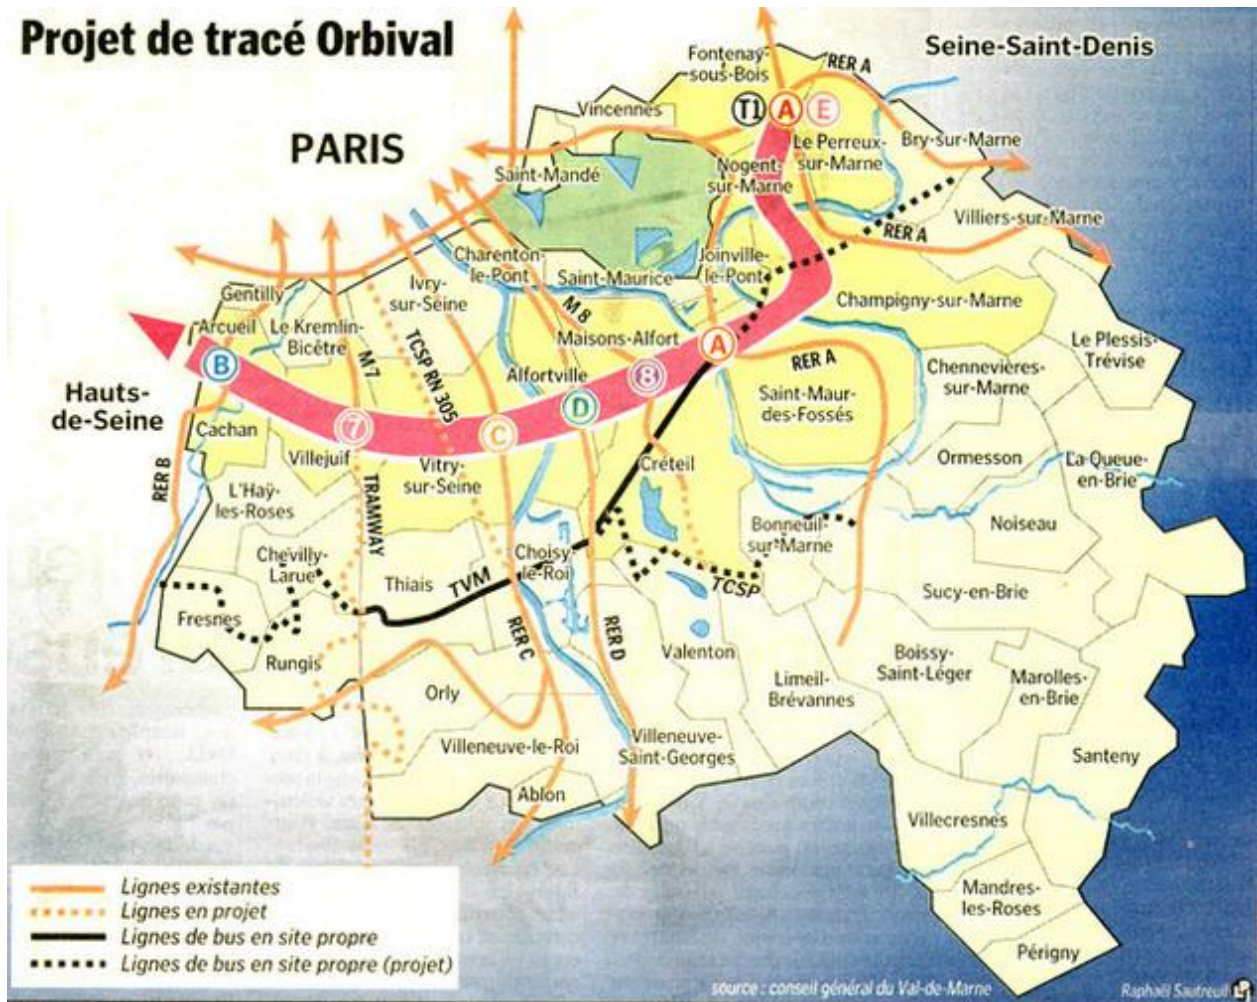 Projet de tracé Orbival
Seine-Saint-Denis
PARIS
Hauts-
de-Seine
Fontenay-
sous-Bois
RER A
Vincennes
T1
A
E
Le Perreux-
sur-Marne
Bry-sur-Marne
Saint-Mandé
Nogent-
sur-Marne
Villiers-sur-Marne
RER A
Charenton-
le-Pont
Saint-Maurice
Joinville-
le-Pont
Ivry-
sur-Seine
Gentilly
Champigny-sur-Marne
Arcueil
Le Kremlin-
Bicêtre
M 7
TCSP RN 305
M 8
Maisons-Alfort
A
RER A
Le Plessis-
Trévise
B
Alfortville
8
D
Chennevières-
sur-Marne
Saint-Maur-
des-Fossés
Cachan
7
C
Villejuif
Vitry-
sur-Seine
Créteil
Ormesson
La Queue-
en-Brie
RER B
L'Haÿ-
les-Roses
TRAMWAY
Noiseau
Bonneuil-
sur-Marne
Chevilly-
Larue
Choisy-
le-Roi
Thiais
TVM
TCSP
Sucy-en-Brie
Fresnes
RER C
RER D
Rungis
Valenton
Boissy-
Saint-Léger
Orly
Limeil-
Brévannes
Marolles-
en-Brie
Villeneuve-le-Roi
Villeneuve-
Saint-Georges
Santeny
Ablon
Villecresnes
Mandres-
les-Roses
Périgny
Lignes existantes
Lignes en projet
Lignes de bus en site propre
Lignes de bus en site propre (projet)
source : conseil général du Val-de-Marne
Raphaël Sautreuil